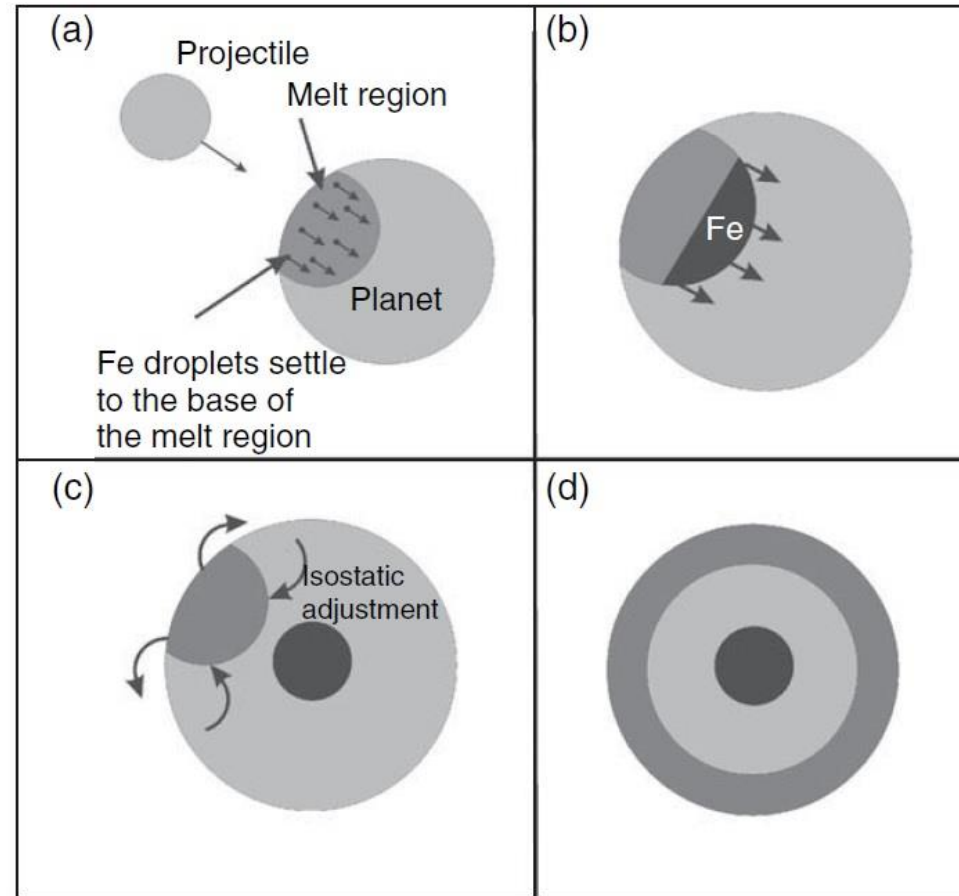 (a)
Projectile
Melt region
Planet
Fe droplets settle
to the base of
the melt region
(b)
Fe
(c)
Isostatic
adjustment
(d)